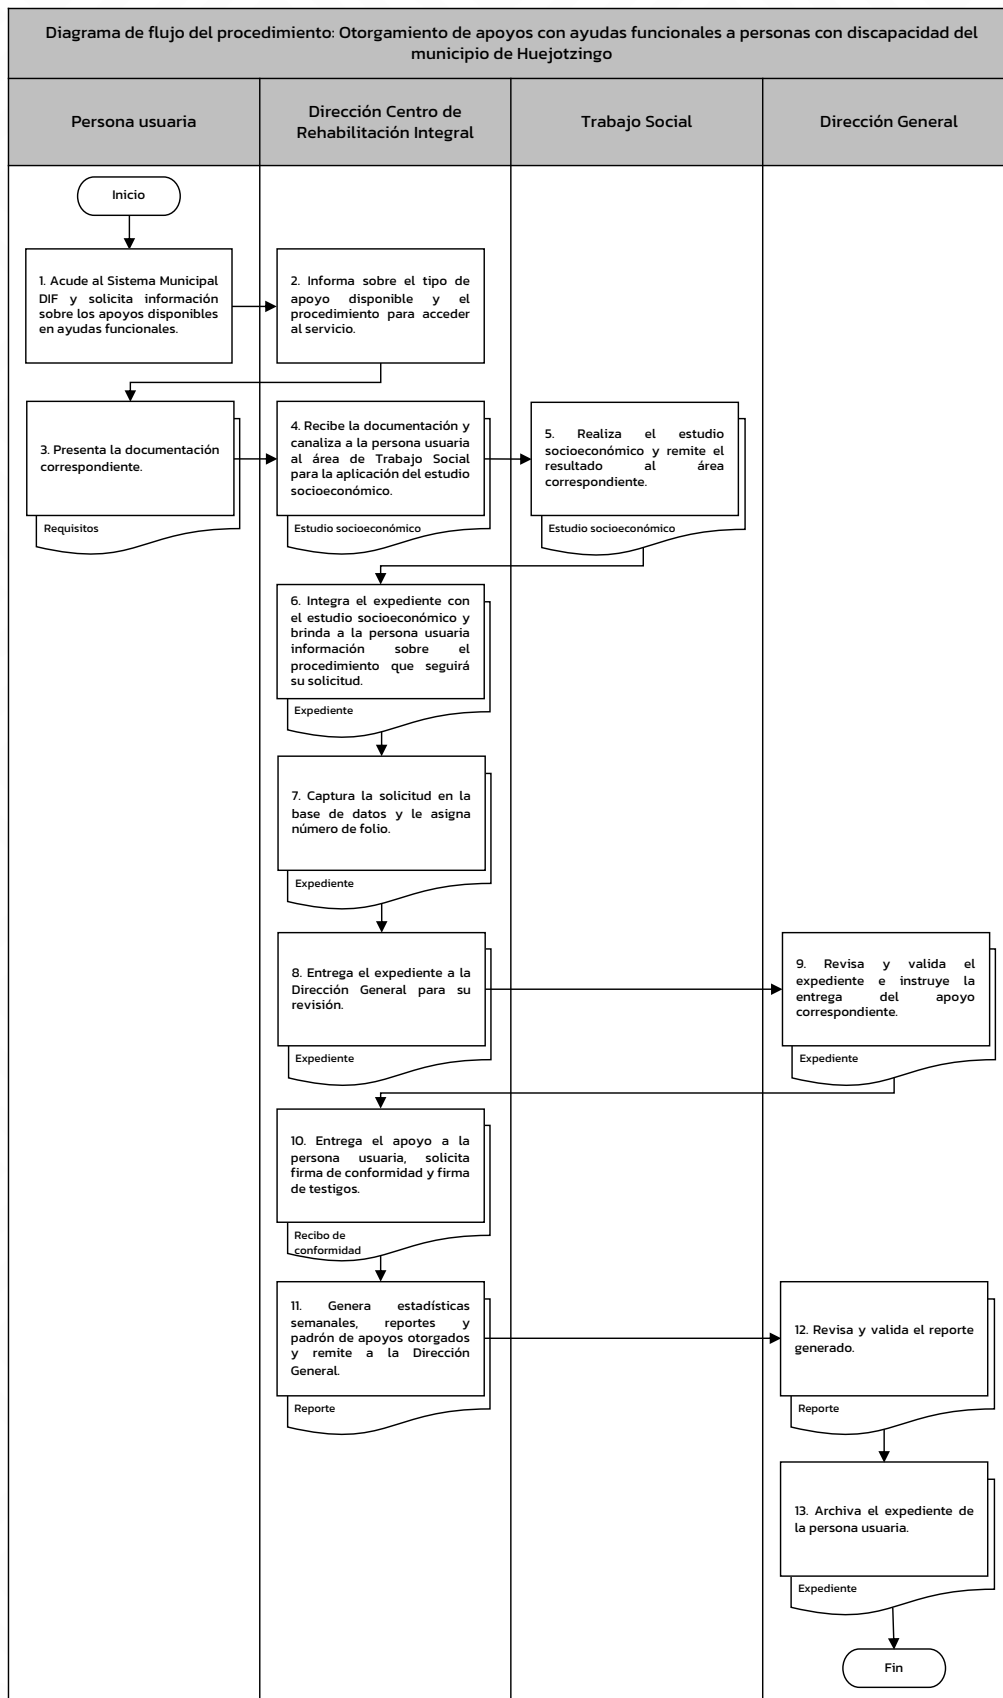 Diagrama de flujo del procedimiento: Otorgamiento de apoyos con ayudas funcionales a personas con discapacidad del
municipio de Huejotzingo
Persona usuaria
Dirección Centro de
Rehabilitación Integral
Trabajo Social
Dirección General
Inicio
1. Acude al Sistema Municipal
DIF y solicita información
sobre los apoyos disponibles
en ayudas funcionales.
2. Informa sobre el tipo de
apoyo disponible y el
procedimiento para acceder
al servicio.
3. Presenta la documentación
correspondiente.
Requisitos
4. Recibe la documentación y
canaliza a la persona usuaria
al área de Trabajo Social
para la aplicación del estudio
socioeconómico.
Estudio socioeconómico
5. Realiza el estudio
socioeconómico y remite el
resultado al área
correspondiente.
Estudio socioeconómico
6. Integra el expediente con
el estudio socioeconómico y
brinda a la persona usuaria
información sobre el
procedimiento que seguirá
su solicitud.
Expediente
7. Captura la solicitud en la
base de datos y le asigna
número de folio.
Expediente
8. Entrega el expediente a la
Dirección General para su
revisión.
Expediente
9. Revisa y valida el
expediente e instruye la
entrega del apoyo
correspondiente.
Expediente
10. Entrega el apoyo a la
persona usuaria, solicita
firma de conformidad y firma
de testigos.
Recibo de
conformidad
11. Genera estadísticas
semanales, reportes y
padrón de apoyos otorgados
y remite a la Dirección
General.
Reporte
12. Revisa y valida el reporte
generado.
Reporte
13. Archiva el expediente de
la persona usuaria.
Expediente
Fin